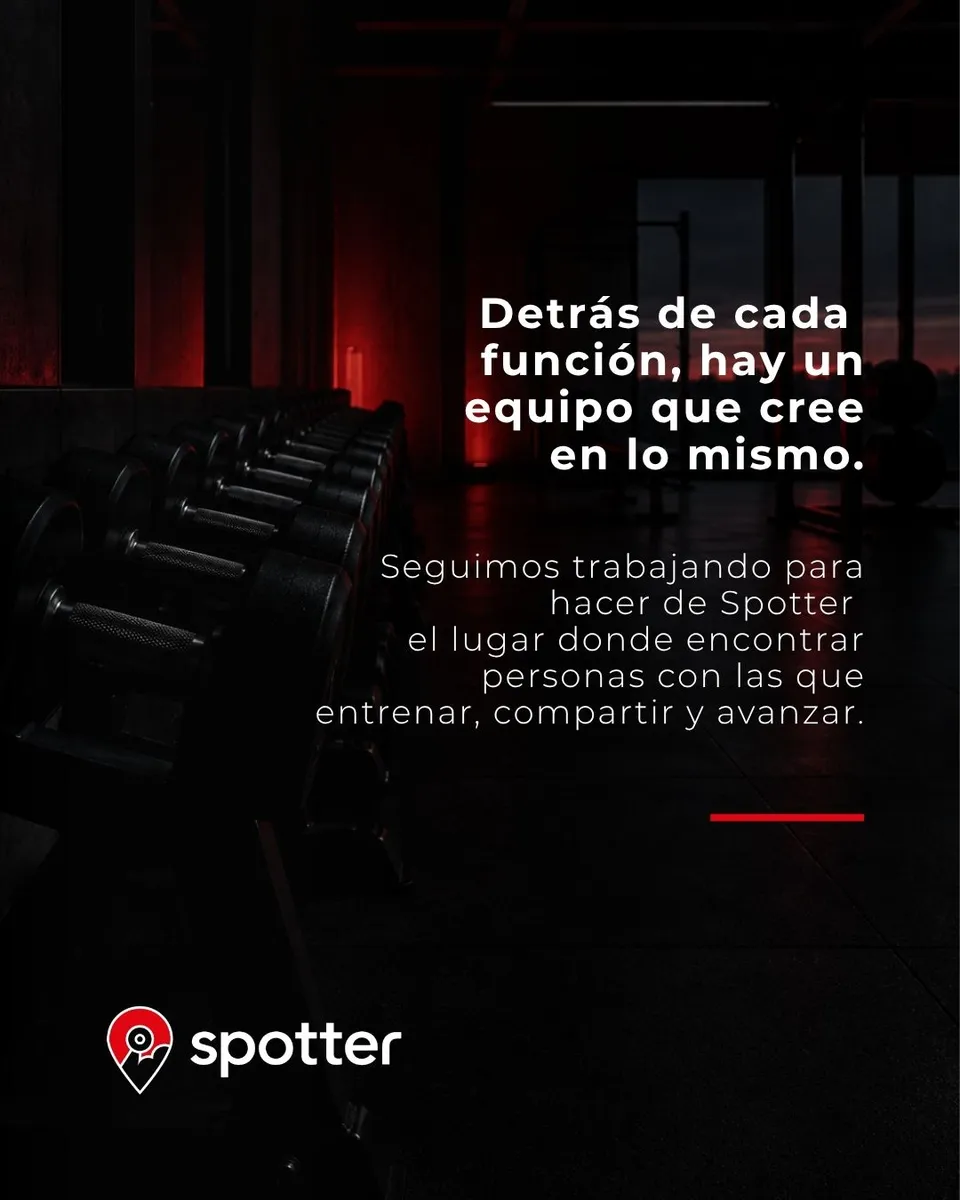 Detrás de cada
función, hay un
equipo que cree
en lo mismo.
Seguimos trabajando para
hacer de Spotter
el lugar donde encontrar
personas con las que
entrenar, compartir y avanzar.
spotter